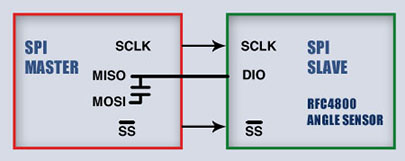 SPI
MASTER
SCLK
MISO
MOSI
SS
SCLK
DIO
SS
SPI
SLAVE
RFC4800
ANGLE SENSOR